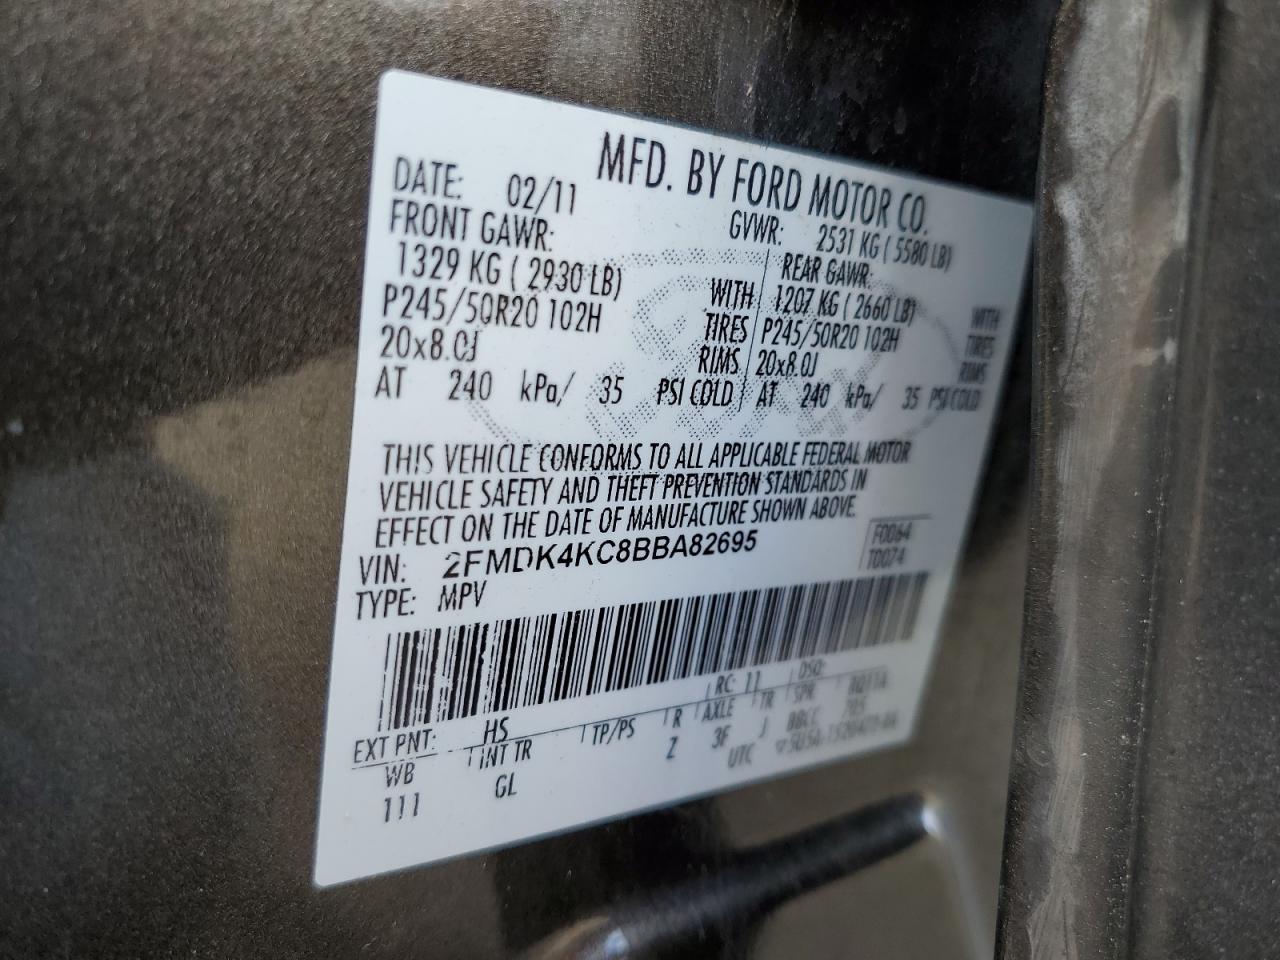 MFD. BY FORD MOTOR CO.
DATE: 02/11 GVWR: 2531 KG ( 5580 LB)
FRONT GAWR: REAR GAWR:
1329 KG ( 2930 LB) WITH 1207 KG ( 2660 LB) WITH
P245/50R20 102H TIRES P245/50R20 102H TIRES
20x8.0J RIMS 20x8.0J RIMS
AT 240 kPa/ 35 PSI COLD AT 240 kPa/ 35 PSI COLD
THIS VEHICLE CONFORMS TO ALL APPLICABLE FEDERAL MOTOR
VEHICLE SAFETY AND THEFT PREVENTION STANDARDS IN
EFFECT ON THE DATE OF MANUFACTURE SHOWN ABOVE.
VIN: 2FMDK4KC8BBA82695 F0064
TYPE: MPV T0074
EXT PNT: HS RC: 11 DSO:
WB INT TR TP/PS R AXLE TR SPR
111 GL Z 3F J BBCC
UTC